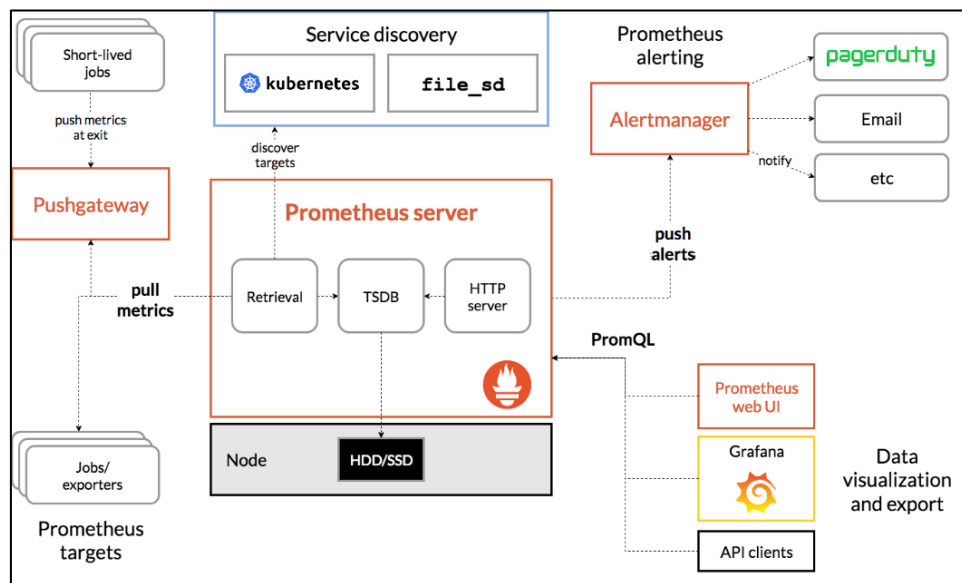 Short-lived
jobs
push metrics
at exit
Pushgateway
Service discovery
kubernetes
file_sd
discover
targets
Prometheus
alerting
Alertmanager
pagerduty
Email
notify
etc
Prometheus server
Retrieval
TSDB
HTTP
server
pull
metrics
push
alerts
PromQL
Node
HDD/SSD
Jobs/
exporters
Prometheus
targets
Prometheus
web UI
Grafana
API clients
Data
visualization
and export